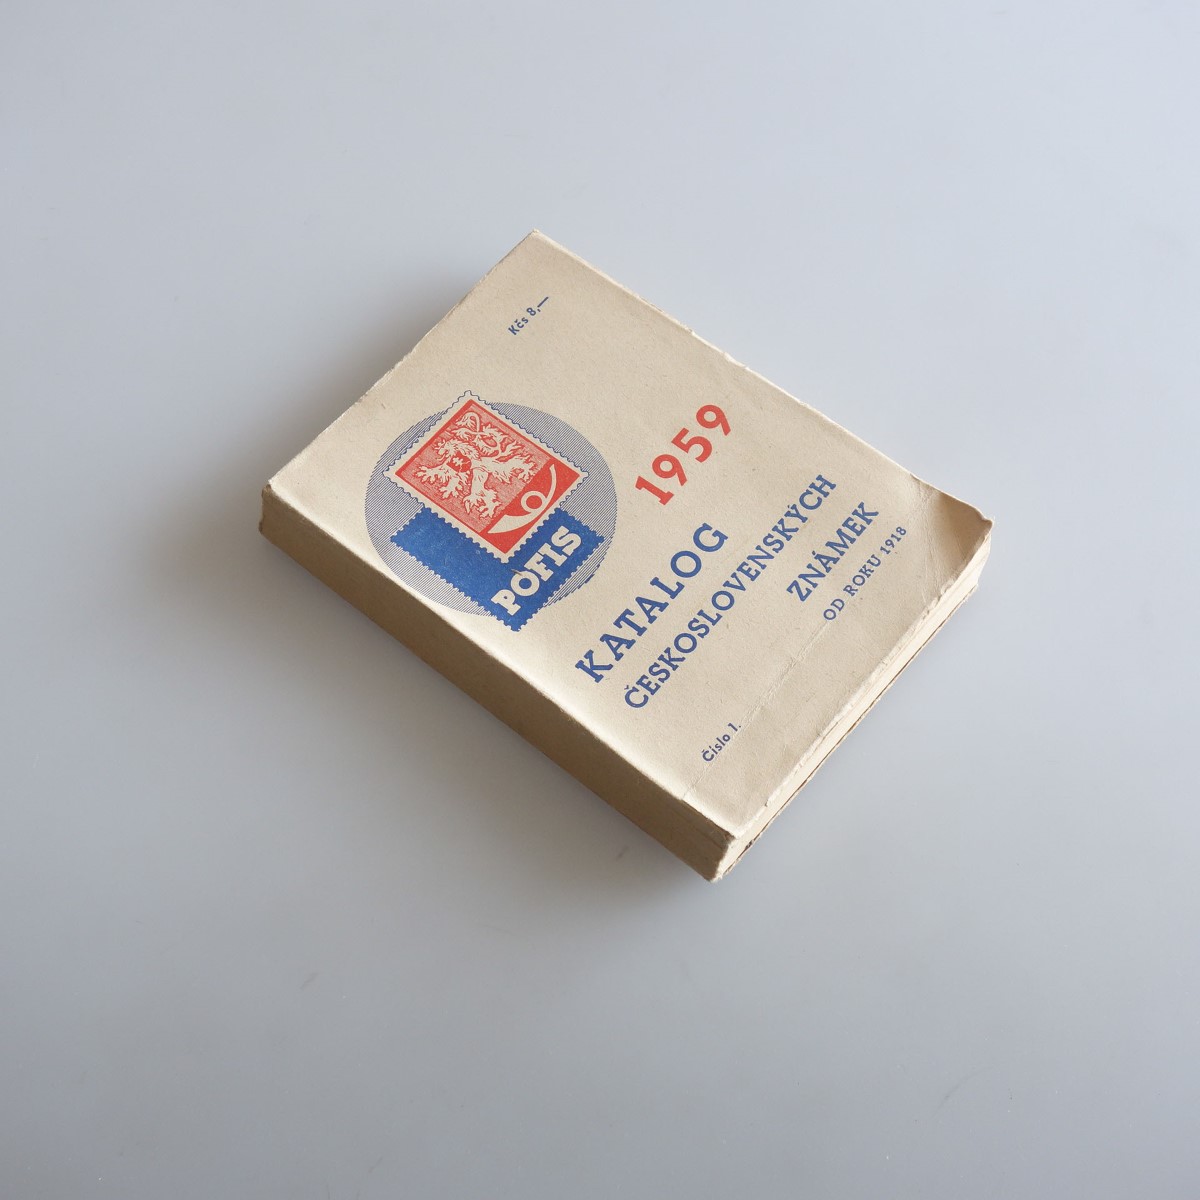 Kčs 8,—
POFIS
1959
KATALOG
ČESKOSLOVENSKÝCH
ZNÁMEK
OD ROKU 1918
Číslo 1.